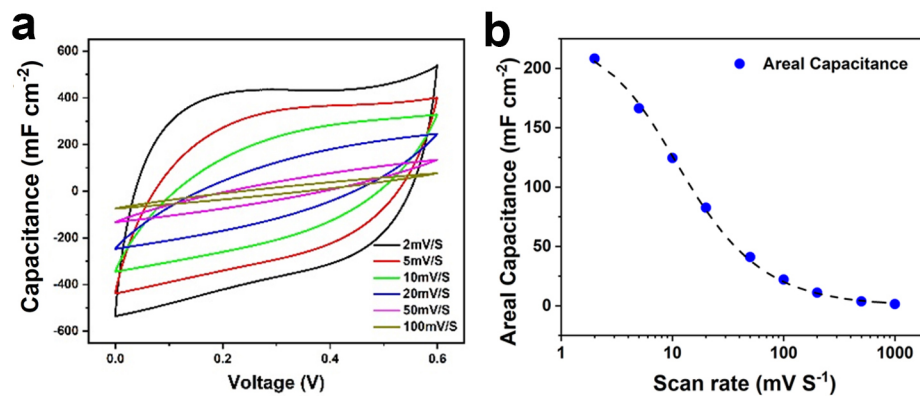 a
Capacitance (mF cm-2)
600
400
200
0
-200
-400
-600
0.0
0.2
0.4
0.6
Voltage (V)
2mV/S
5mV/S
10mV/S
20mV/S
50mV/S
100mV/S
b
Areal Capacitance (mF cm-2)
200
150
100
50
0
1
10
100
1000
Scan rate (mV S-1)
Areal Capacitance